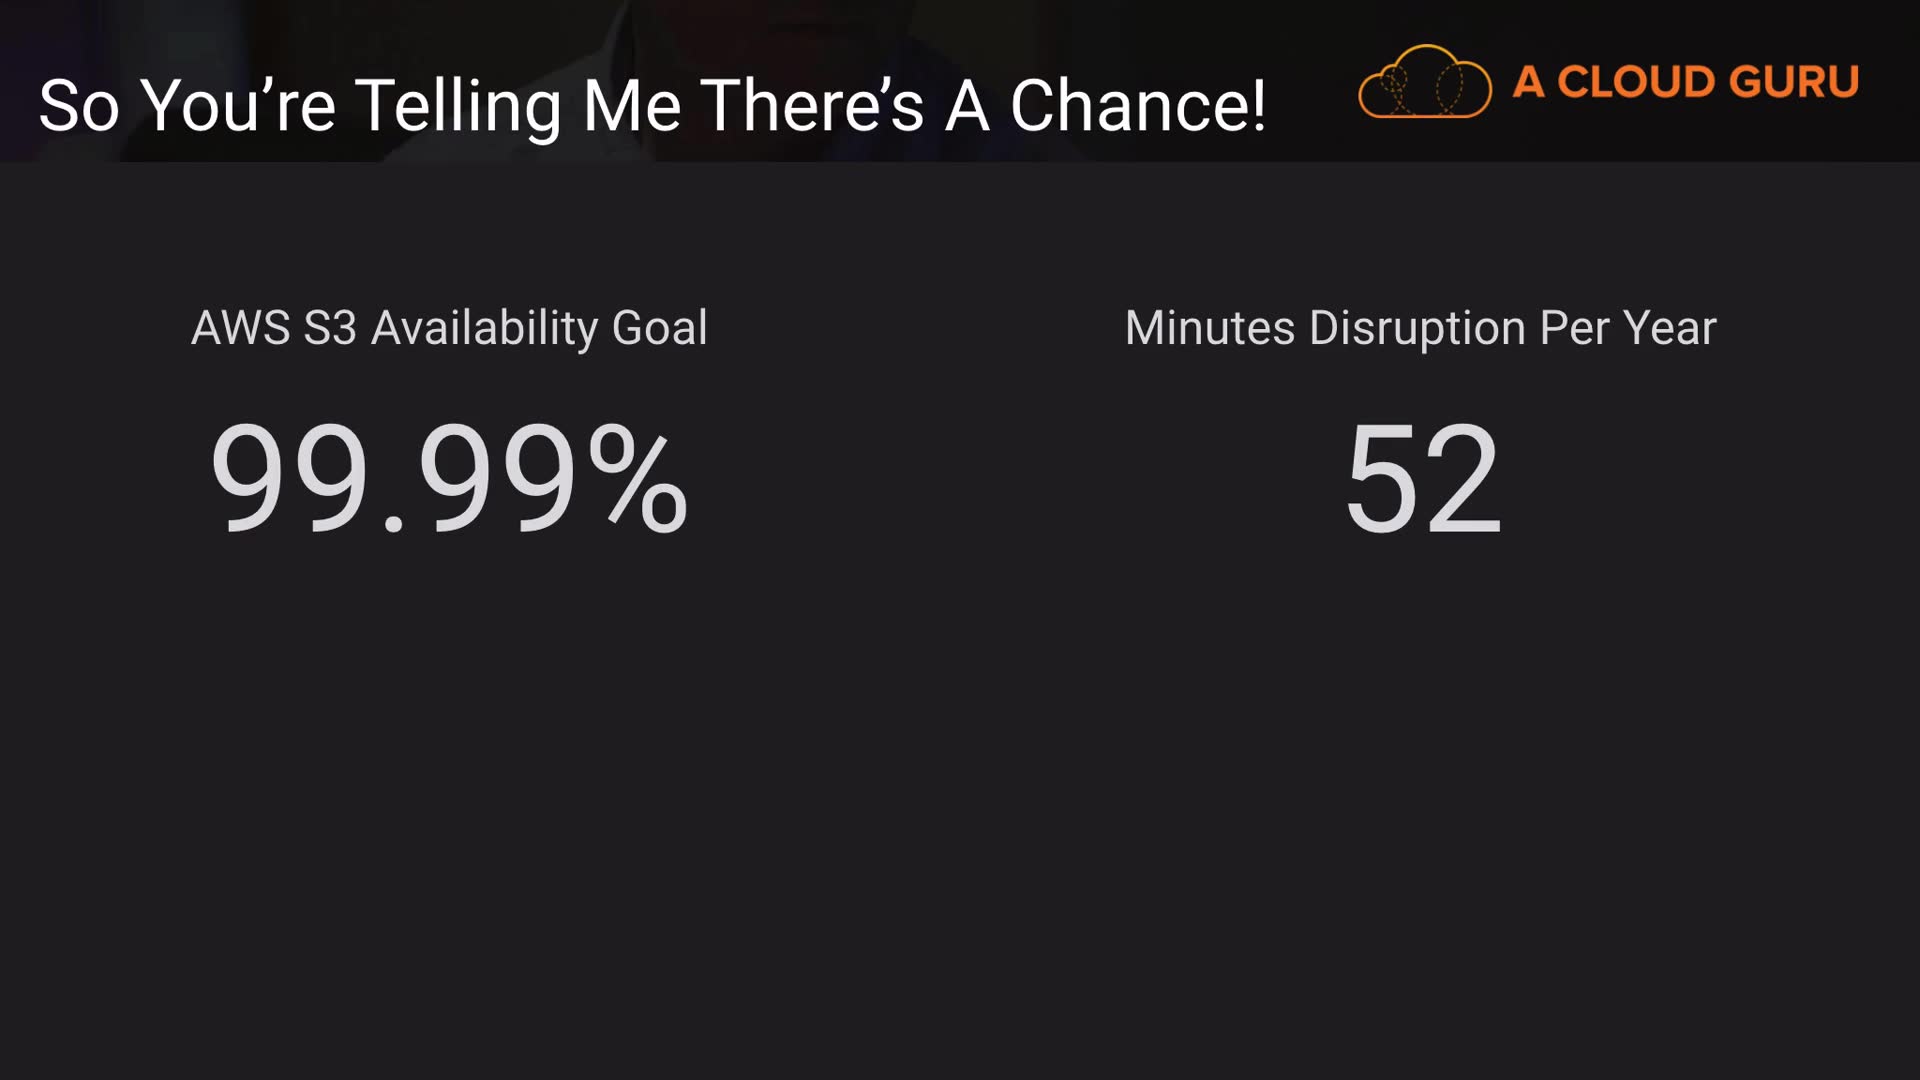 So You’re Telling Me There’s A Chance!
A CLOUD GURU
AWS S3 Availability Goal
99.99%
Minutes Disruption Per Year
52